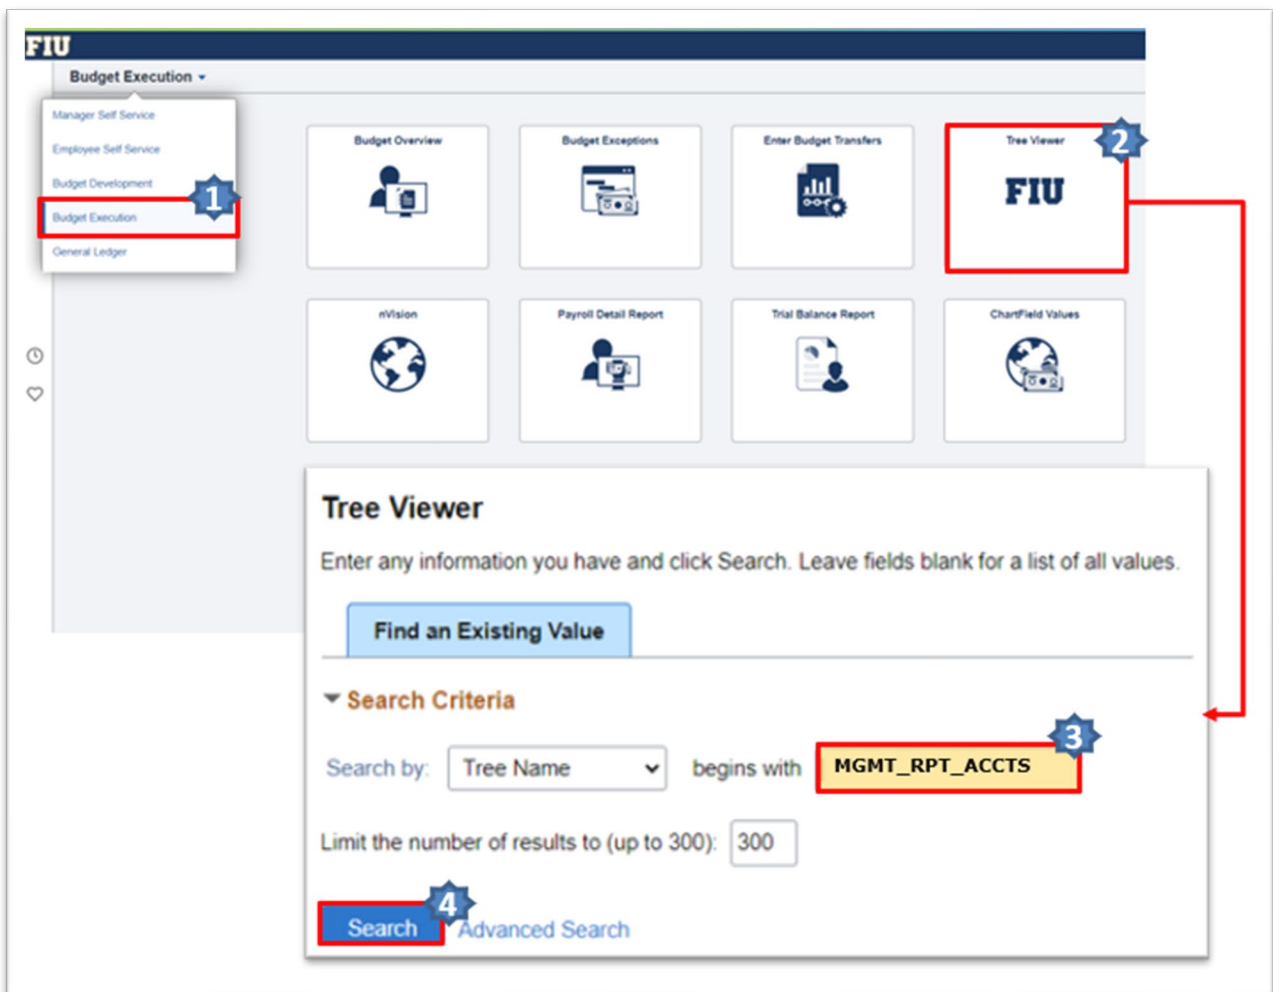 FIU
Budget Execution
Manager Self Service
Employee Self Service
Budget Development
1
Budget Execution
General Ledger
Budget Overview
Budget Exceptions
Enter Budget Transfers
Tree Viewer
2
FIU
nVision
Payroll Detail Report
Trial Balance Report
ChartField Values
Tree Viewer
Enter any information you have and click Search. Leave fields blank for a list of all values.
Find an Existing Value
Search Criteria
3
Search by: Tree Name begins with MGMT_RPT_ACCTS
Limit the number of results to (up to 300): 300
4
Search Advanced Search